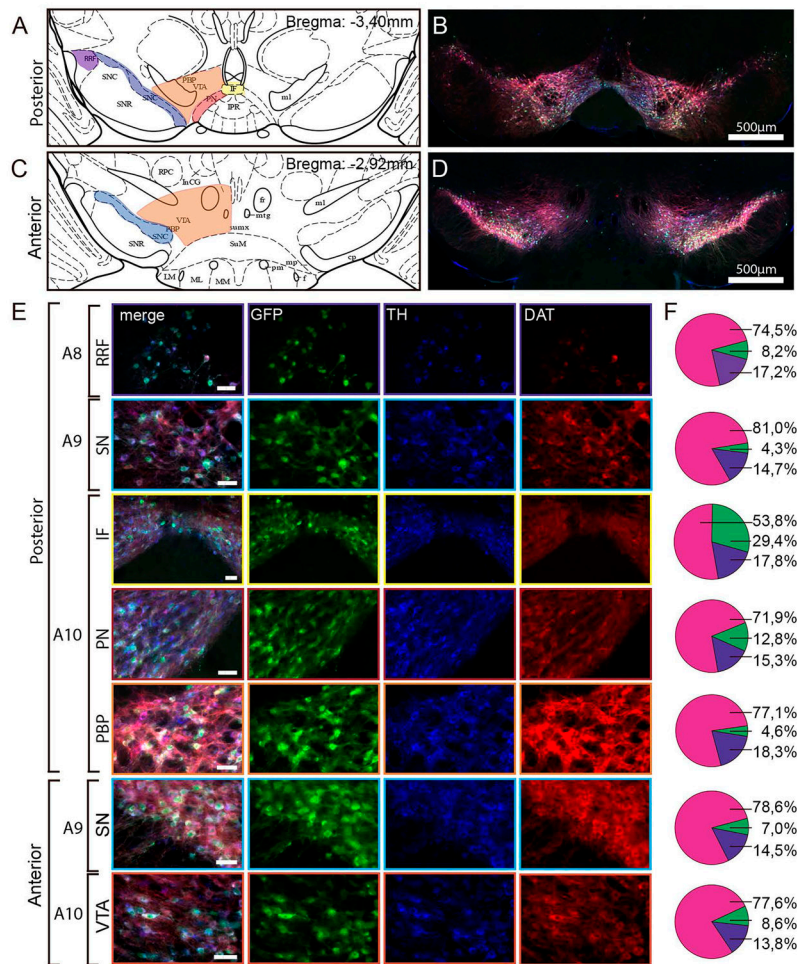 A
Bregma: -3,40mm
RRF
SNC
SNR
SNC
PBP
VTA
PN
IF
IPR
ml
Posterior
B
500µm
C
Bregma: -2,92mm
RPC
InCG
fr
mtg
ml
VTA
PBP
SNC
SNR
sumx
SuM
cp
mp
pm
f
LM
ML
MM
Anterior
D
500µm
E
merge
GFP
TH
DAT
F
Posterior
A8
RRF
74,5%
8,2%
17,2%
A9
SN
81,0%
4,3%
14,7%
A10
IF
53,8%
29,4%
17,8%
PN
71,9%
12,8%
15,3%
PBP
77,1%
4,6%
18,3%
Anterior
A9
SN
78,6%
7,0%
14,5%
A10
VTA
77,6%
8,6%
13,8%